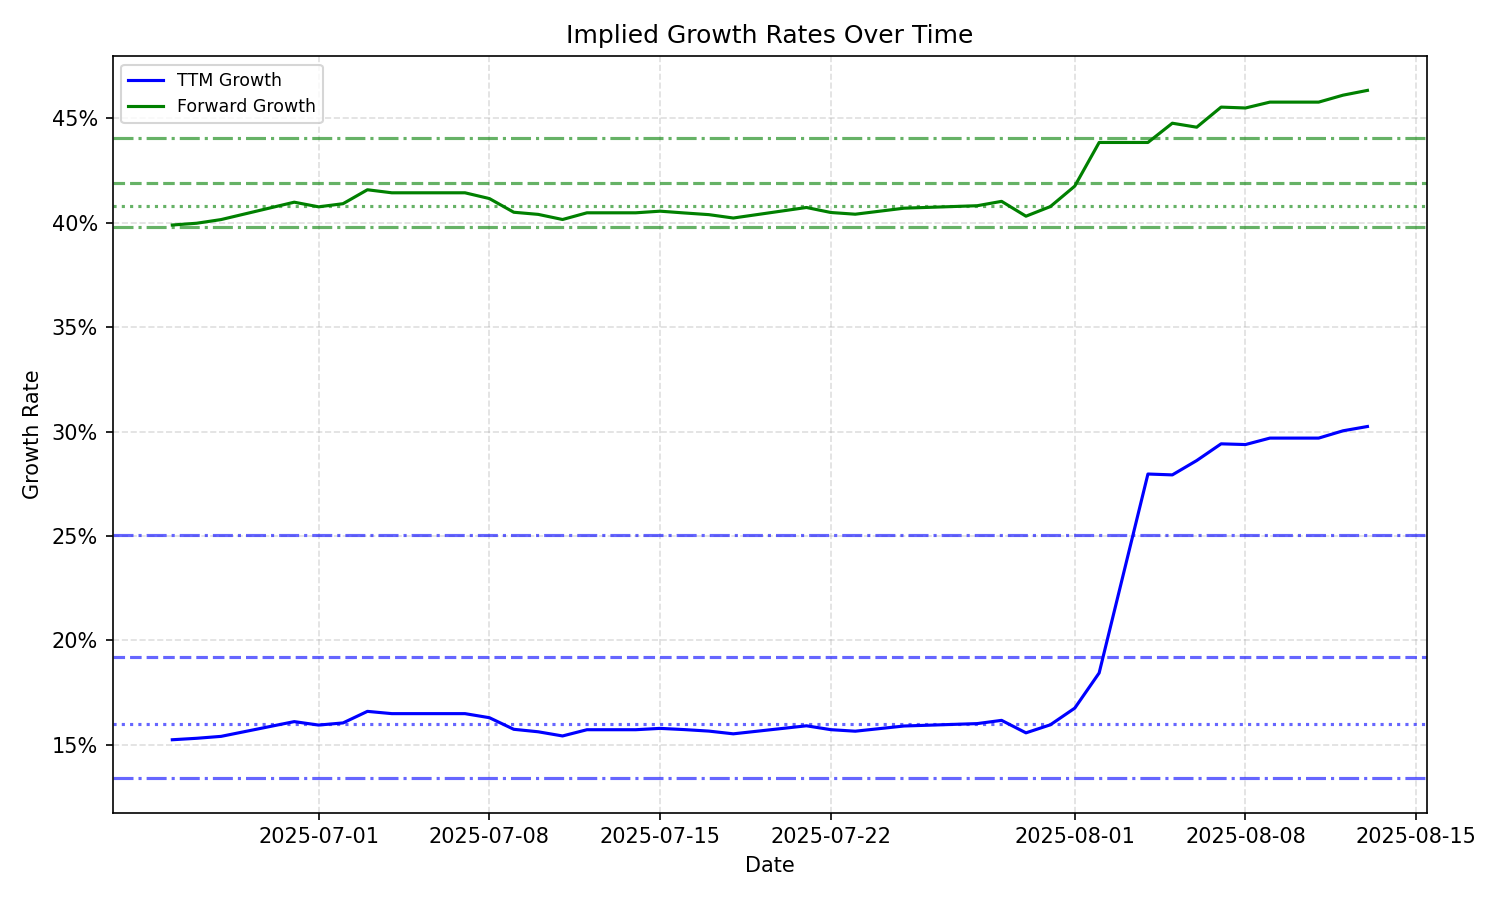 Implied Growth Rates Over Time
TTM Growth
Forward Growth
45%
40%
35%
30%
25%
20%
15%
Growth Rate
2025-07-01
2025-07-08
2025-07-15
2025-07-22
2025-08-01
2025-08-08
2025-08-15
Date